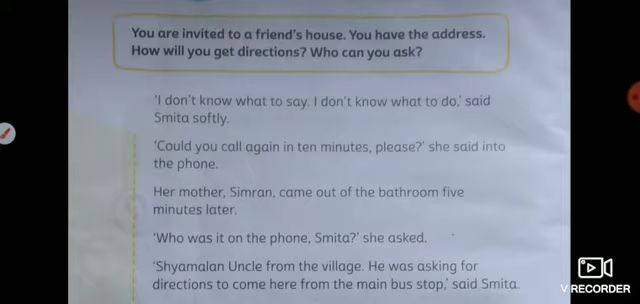 You are invited to a friend's house. You have the address.
How will you get directions? Who can you ask?
'I don't know what to say. I don't know what to do,' said
Smita softly.
'Could you call again in ten minutes, please?' she said into
the phone.
Her mother, Simran, came out of the bathroom five
minutes later.
'Who was it on the phone, Smita?' she asked.
'Shyamalan Uncle from the village. He was asking for
directions to come here from the main bus stop,' said Smita.
V RECORDER